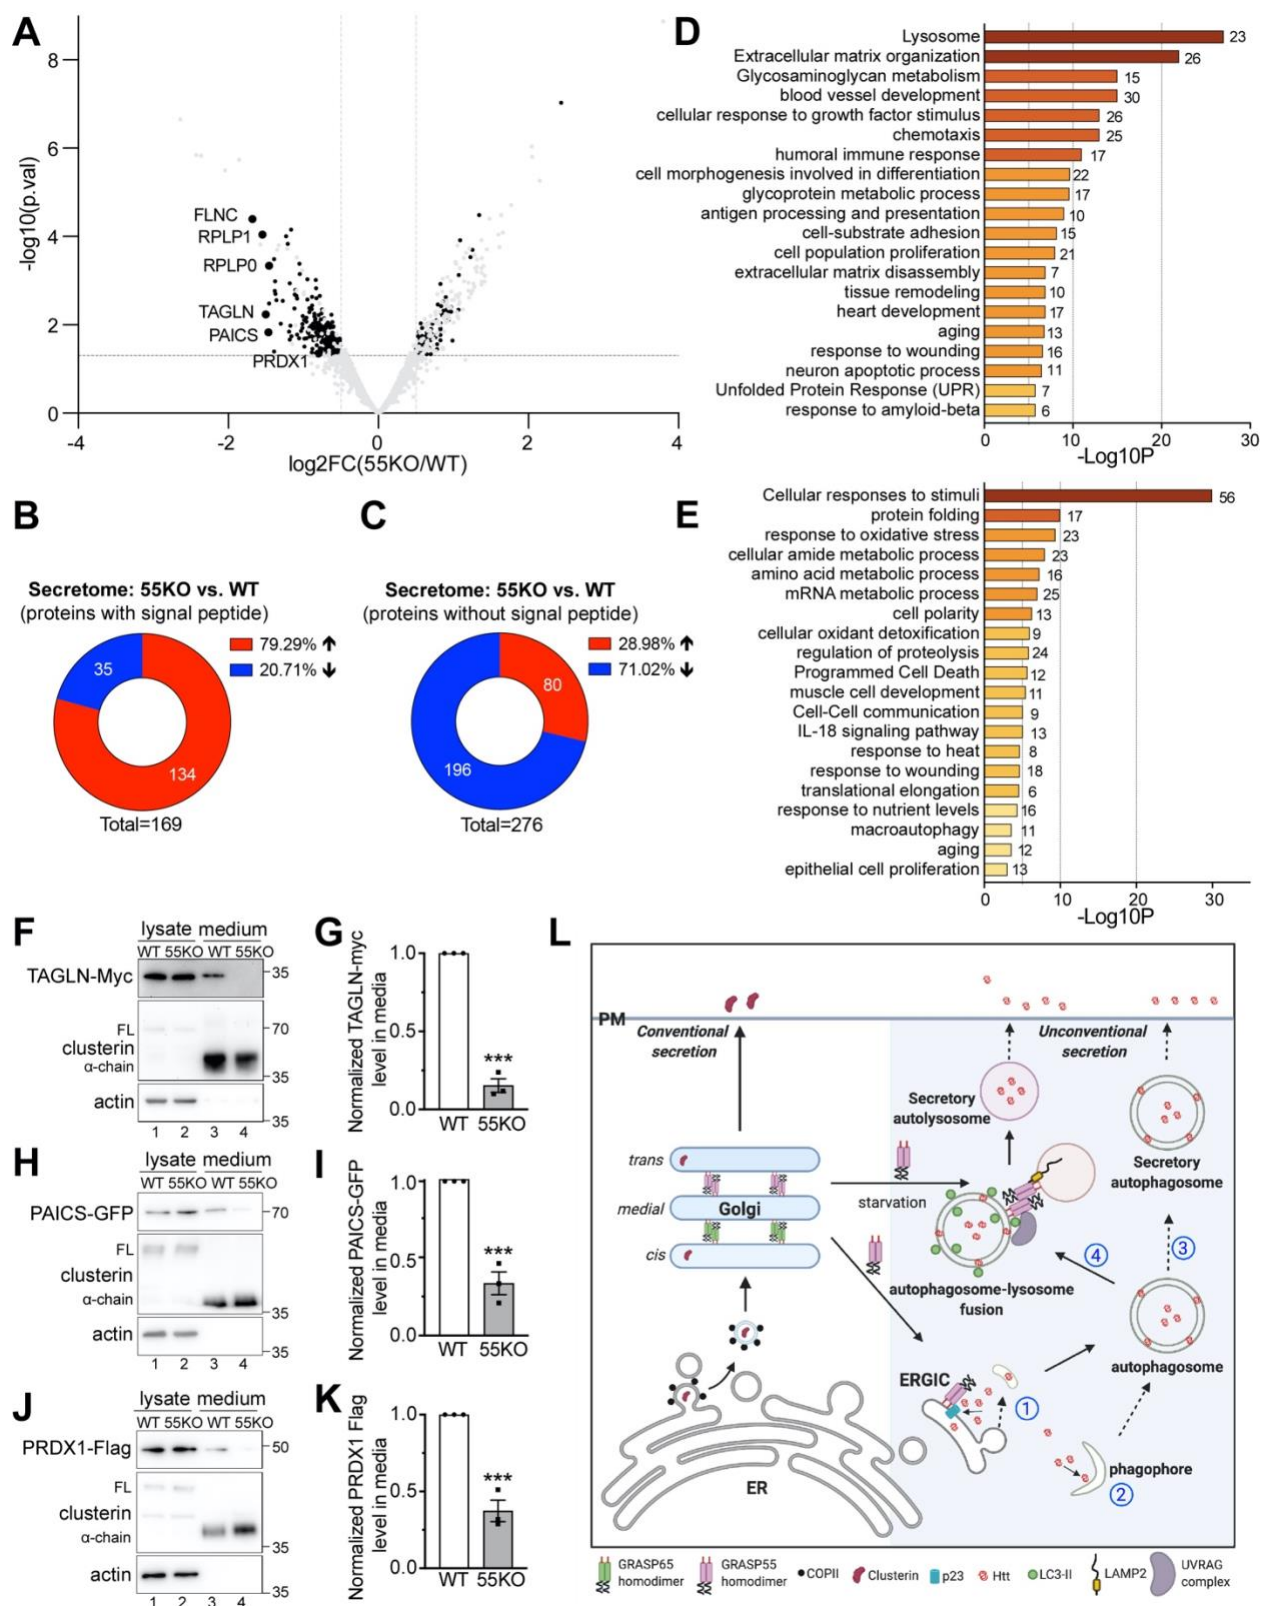 A
-log10(p.val)
8
6
4
2
0
FLNC
RPLP1
RPLP0
TAGLN
PAICS
PRDX1
-4
-2
0
2
4
log2FC(55KO/WT)
D
Lysosome 23
Extracellular matrix organization 26
Glycosaminoglycan metabolism 15
blood vessel development 30
cellular response to growth factor stimulus 26
chemotaxis 25
humoral immune response 17
cell morphogenesis involved in differentiation 22
glycoprotein metabolic process 17
antigen processing and presentation 10
cell-substrate adhesion 15
cell population proliferation 21
extracellular matrix disassembly 7
tissue remodeling 10
heart development 17
aging 13
response to wounding 16
neuron apoptotic process 11
Unfolded Protein Response (UPR) 7
response to amyloid-beta 6
0 10 20 30
-Log10P
B
Secretome: 55KO vs. WT
(proteins with signal peptide)
79.29% ↑
20.71% ↓
35
134
Total=169
C
Secretome: 55KO vs. WT
(proteins without signal peptide)
28.98% ↑
71.02% ↓
80
196
Total=276
E
Cellular responses to stimuli 56
protein folding 17
response to oxidative stress 23
cellular amide metabolic process 23
amino acid metabolic process 16
mRNA metabolic process 25
cell polarity 13
cellular oxidant detoxification 9
regulation of proteolysis 24
Programmed Cell Death 12
muscle cell development 11
Cell-Cell communication 9
IL-18 signaling pathway 13
response to heat 8
response to wounding 18
translational elongation 6
response to nutrient levels 16
macroautophagy 11
aging 12
epithelial cell proliferation 13
0 10 20 30
-Log10P
F
lysate medium
WT 55KO WT 55KO
TAGLN-Myc
35
FL
70
clusterin
α-chain
35
actin
35
1 2 3 4
G
Normalized TAGLN-myc
level in media
1.0
0.5
0.0
***
WT 55KO
H
lysate medium
WT 55KO WT 55KO
PAICS-GFP
70
FL
clusterin
α-chain
35
actin
35
1 2 3 4
I
Normalized PAICS-GFP
level in media
1.0
0.5
0.0
***
WT 55KO
J
lysate medium
WT 55KO WT 55KO
PRDX1-Flag
50
FL
clusterin
α-chain
35
actin
35
1 2 3 4
K
Normalized PRDX1 Flag
level in media
1.0
0.5
0.0
***
WT 55KO
L
PM
Conventional
secretion
Unconventional
secretion
Secretory
autolysosome
Secretory
autophagosome
trans
medial
Golgi
cis
starvation
autophagosome-lysosome
fusion
4
3
autophagosome
ERGIC
1
phagophore
2
ER
GRASP65
homodimer
GRASP55
homodimer
COPII
Clusterin
p23
Htt
LC3-II
LAMP2
UVRAG
complex